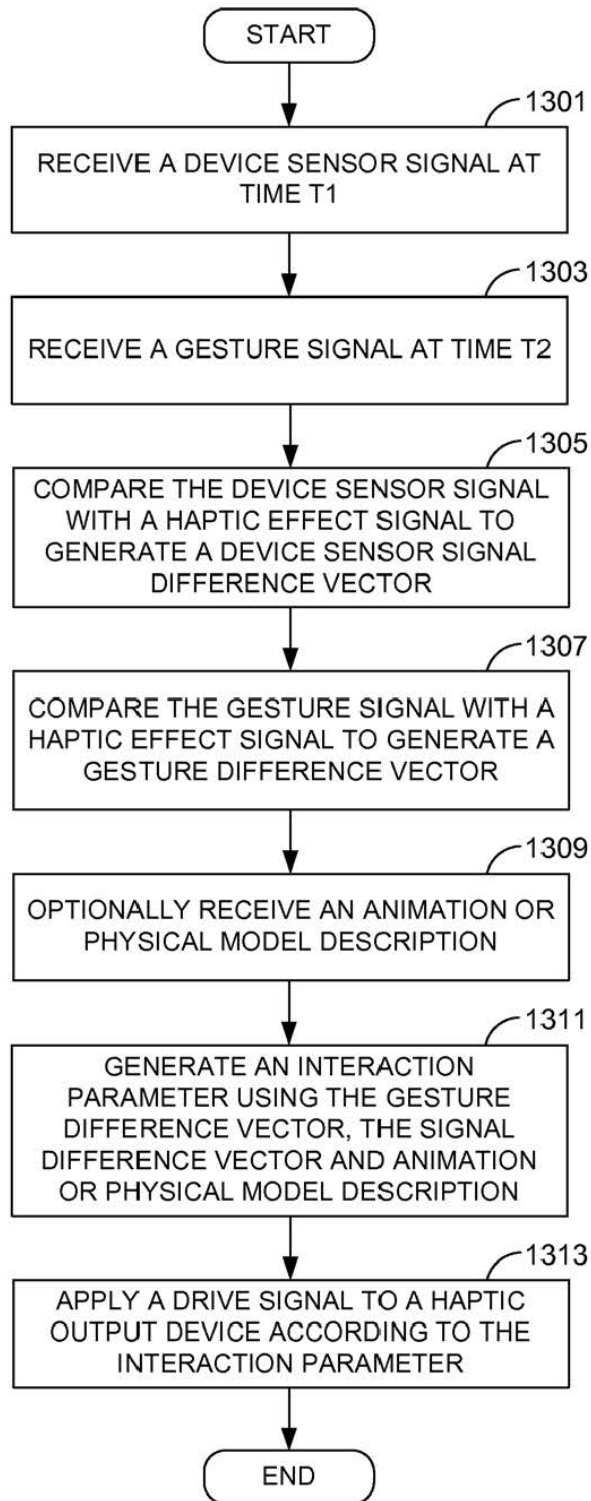 START
1301
RECEIVE A DEVICE SENSOR SIGNAL AT
TIME T1
1303
RECEIVE A GESTURE SIGNAL AT TIME T2
1305
COMPARE THE DEVICE SENSOR SIGNAL
WITH A HAPTIC EFFECT SIGNAL TO
GENERATE A DEVICE SENSOR SIGNAL
DIFFERENCE VECTOR
1307
COMPARE THE GESTURE SIGNAL WITH A
HAPTIC EFFECT SIGNAL TO GENERATE A
GESTURE DIFFERENCE VECTOR
1309
OPTIONALLY RECEIVE AN ANIMATION OR
PHYSICAL MODEL DESCRIPTION
1311
GENERATE AN INTERACTION
PARAMETER USING THE GESTURE
DIFFERENCE VECTOR, THE SIGNAL
DIFFERENCE VECTOR AND ANIMATION
OR PHYSICAL MODEL DESCRIPTION
1313
APPLY A DRIVE SIGNAL TO A HAPTIC
OUTPUT DEVICE ACCORDING TO THE
INTERACTION PARAMETER
END